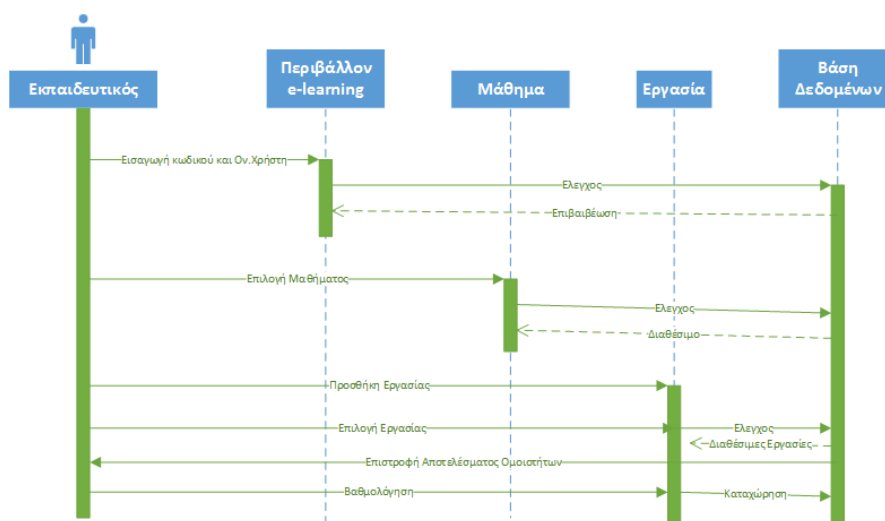 Εκπαιδευτικός
Περιβάλλον
e-learning
Μάθημα
Εργασία
Βάση
Δεδομένων
Εισαγωγή κωδικού και Ον.Χρήστη
Ελεγχος
Επιβαιβέωση
Επιλογή Μαθήματος
Ελεγχος
Διαθέσιμο
Προσθήκη Εργασίας
Επιλογή Εργασίας
Ελεγχος
Διαθέσιμες Εργασίες
Επιστροφή Αποτελέσματος Ομοιοτήτων
Βαθμολόγηση
Καταχώρηση